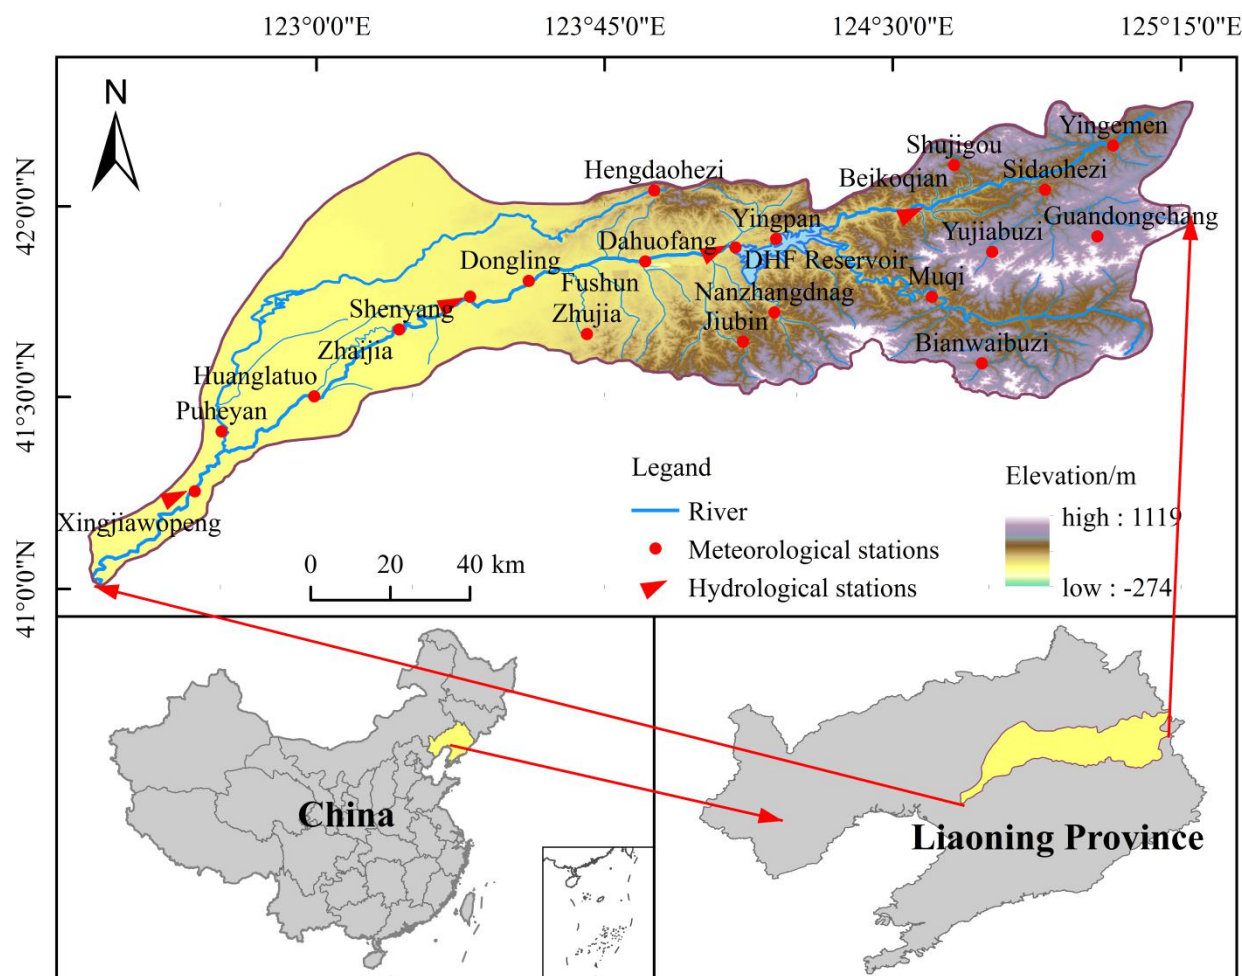 123°0'0"E
123°45'0"E
124°30'0"E
125°15'0"E
N
42°0'0"N
41°30'0"N
41°0'0"N
Yingemen
Shujigou
Hengdaohezi
Beikoqian
Sidaohezi
Yingpan
Guandongchang
Dahuofang
Yujiabuzi
Dongling
DHF Reservoir
Fushun
Muqi
Shenyang
Nanzhangdnag
Zhujia
Jiubin
Zhaijia
Bianwaibuzi
Huanglatuo
Puheyan
Xingjiawopeng
Legand
River
Meteorological stations
Hydrological stations
Elevation/m
high : 1119
low : -274
0 20 40 km
China
Liaoning Province